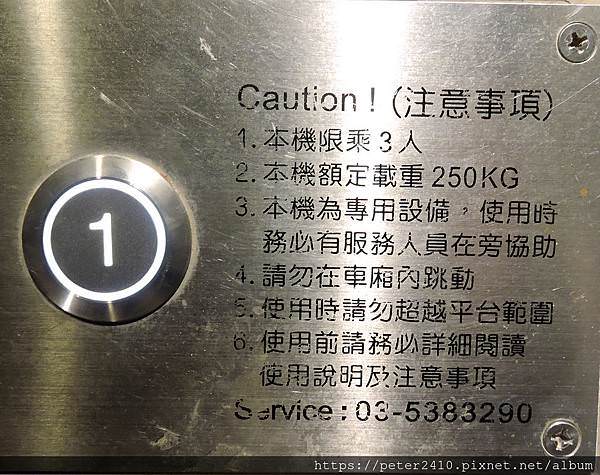 Caution ! (注意事項)
1. 本機限乘 3 人
2. 本機額定載重 250KG
3. 本機為專用設備，使用時
務必有服務人員在旁協助
4. 請勿在車廂內跳動
5. 使用時請勿超越平台範圍
6. 使用前請務必詳細閱讀
使用說明及注意事項
Service : 03-5383290
1
https://peter2410.pixnet.net/album